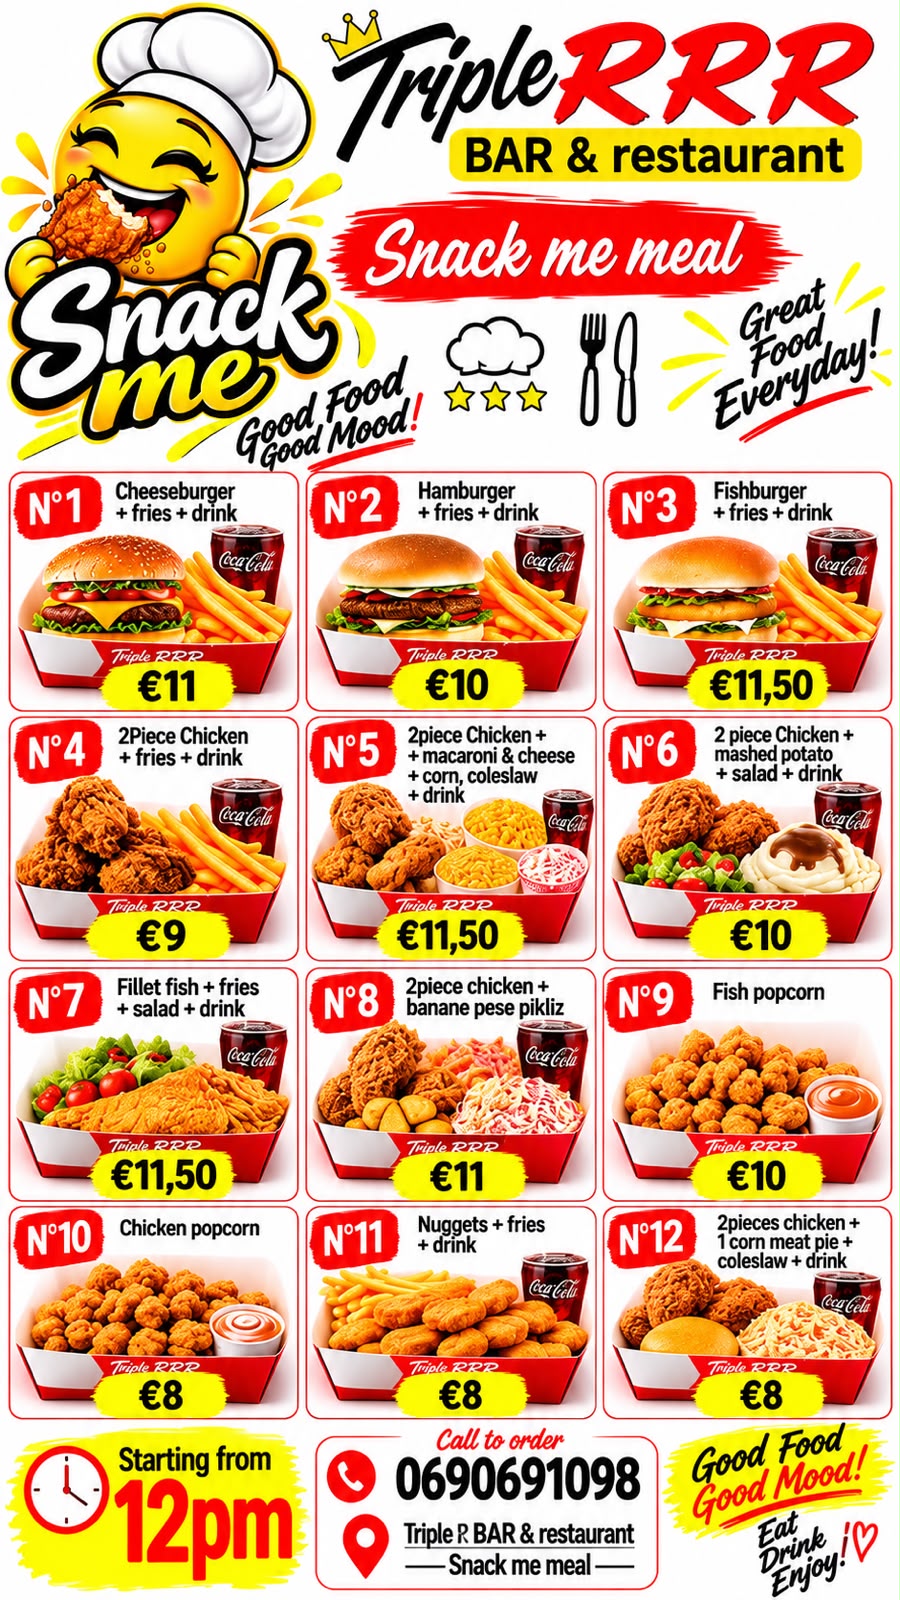 Triple RRR
BAR & restaurant
Snack me meal
Snack
me
Good Food
Good Mood!
Great
Food
Everyday!
N°1
Cheeseburger
+ fries + drink
Coca-Cola
Triple RRR
€11
N°2
Hamburger
+ fries + drink
Coca-Cola
Triple RRR
€10
N°3
Fishburger
+ fries + drink
Coca-Cola
Triple RRR
€11,50
N°4
2Piece Chicken
+ fries + drink
Coca-Cola
Triple RRR
€9
N°5
2piece Chicken +
+ macaroni & cheese
+ corn, coleslaw
+ drink
Coca-Cola
Triple RRR
€11,50
N°6
2 piece Chicken +
mashed potato
+ salad + drink
Coca-Cola
Triple RRR
€10
N°7
Fillet fish + fries
+ salad + drink
Coca-Cola
Triple RRR
€11,50
N°8
2piece chicken +
banane pese pikliz
Coca-Cola
Triple RRR
€11
N°9
Fish popcorn
Triple RRR
€10
N°10
Chicken popcorn
Triple RRR
€8
N°11
Nuggets + fries
+ drink
Coca-Cola
Triple RRR
€8
N°12
2pieces chicken +
1 corn meat pie +
coleslaw + drink
Coca-Cola
Triple RRR
€8
Starting from
12pm
Call to order
0690691098
Triple R BAR & restaurant
Snack me meal
Good Food
Good Mood!
Eat
Drink
Enjoy!